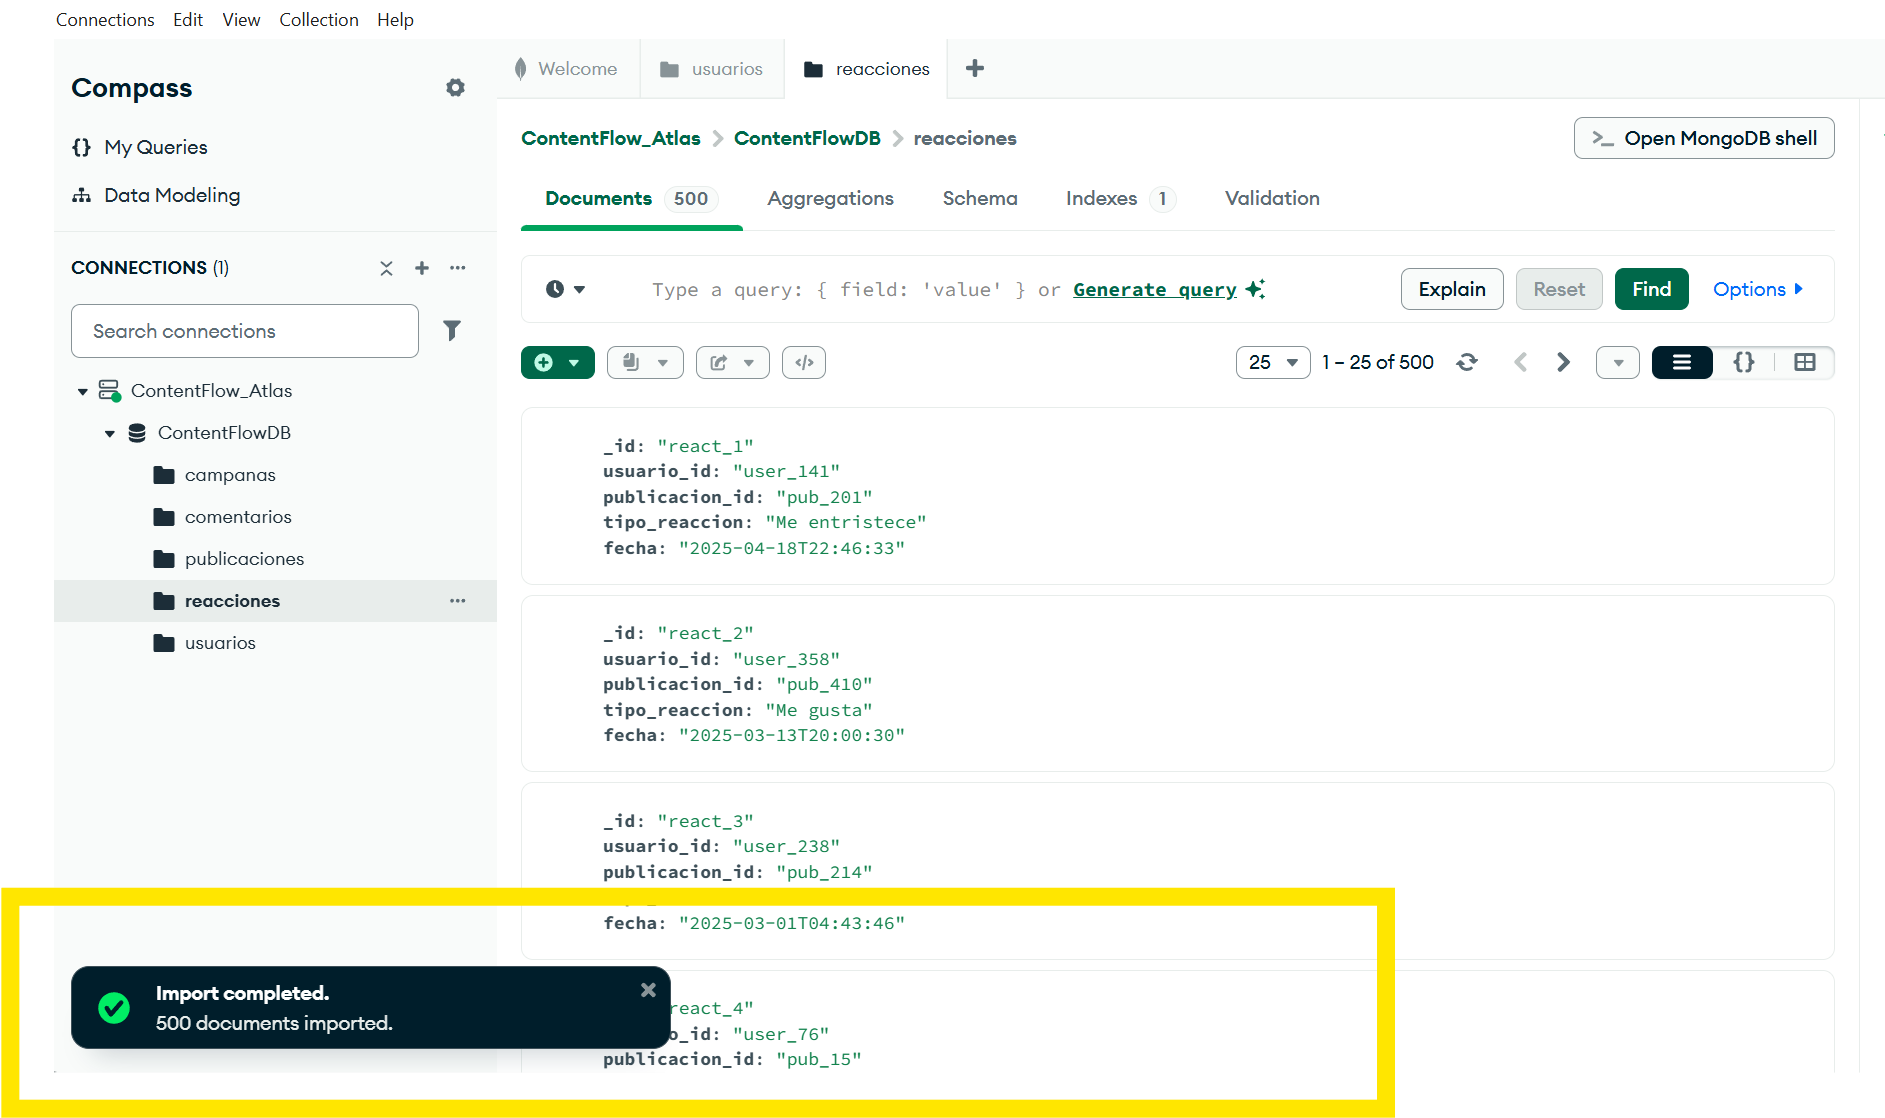 Connections Edit View Collection Help
Compass
My Queries
Data Modeling
CONNECTIONS (1)
Search connections
ContentFlow_Atlas
ContentFlowDB
campanas
comentarios
publicaciones
reacciones
usuarios
Welcome usuarios reacciones
ContentFlow_Atlas > ContentFlowDB > reacciones
>_ Open MongoDB shell
Documents 500 Aggregations Schema Indexes 1 Validation
Type a query: { field: 'value' } or Generate query
Explain Reset Find Options
25 1 – 25 of 500
_id: "react_1"
usuario_id: "user_141"
publicacion_id: "pub_201"
tipo_reaccion: "Me entristece"
fecha: "2025-04-18T22:46:33"
_id: "react_2"
usuario_id: "user_358"
publicacion_id: "pub_410"
tipo_reaccion: "Me gusta"
fecha: "2025-03-13T20:00:30"
_id: "react_3"
usuario_id: "user_238"
publicacion_id: "pub_214"
fecha: "2025-03-01T04:43:46"
react_4"
o_id: "user_76"
publicacion_id: "pub_15"
Import completed.
500 documents imported.